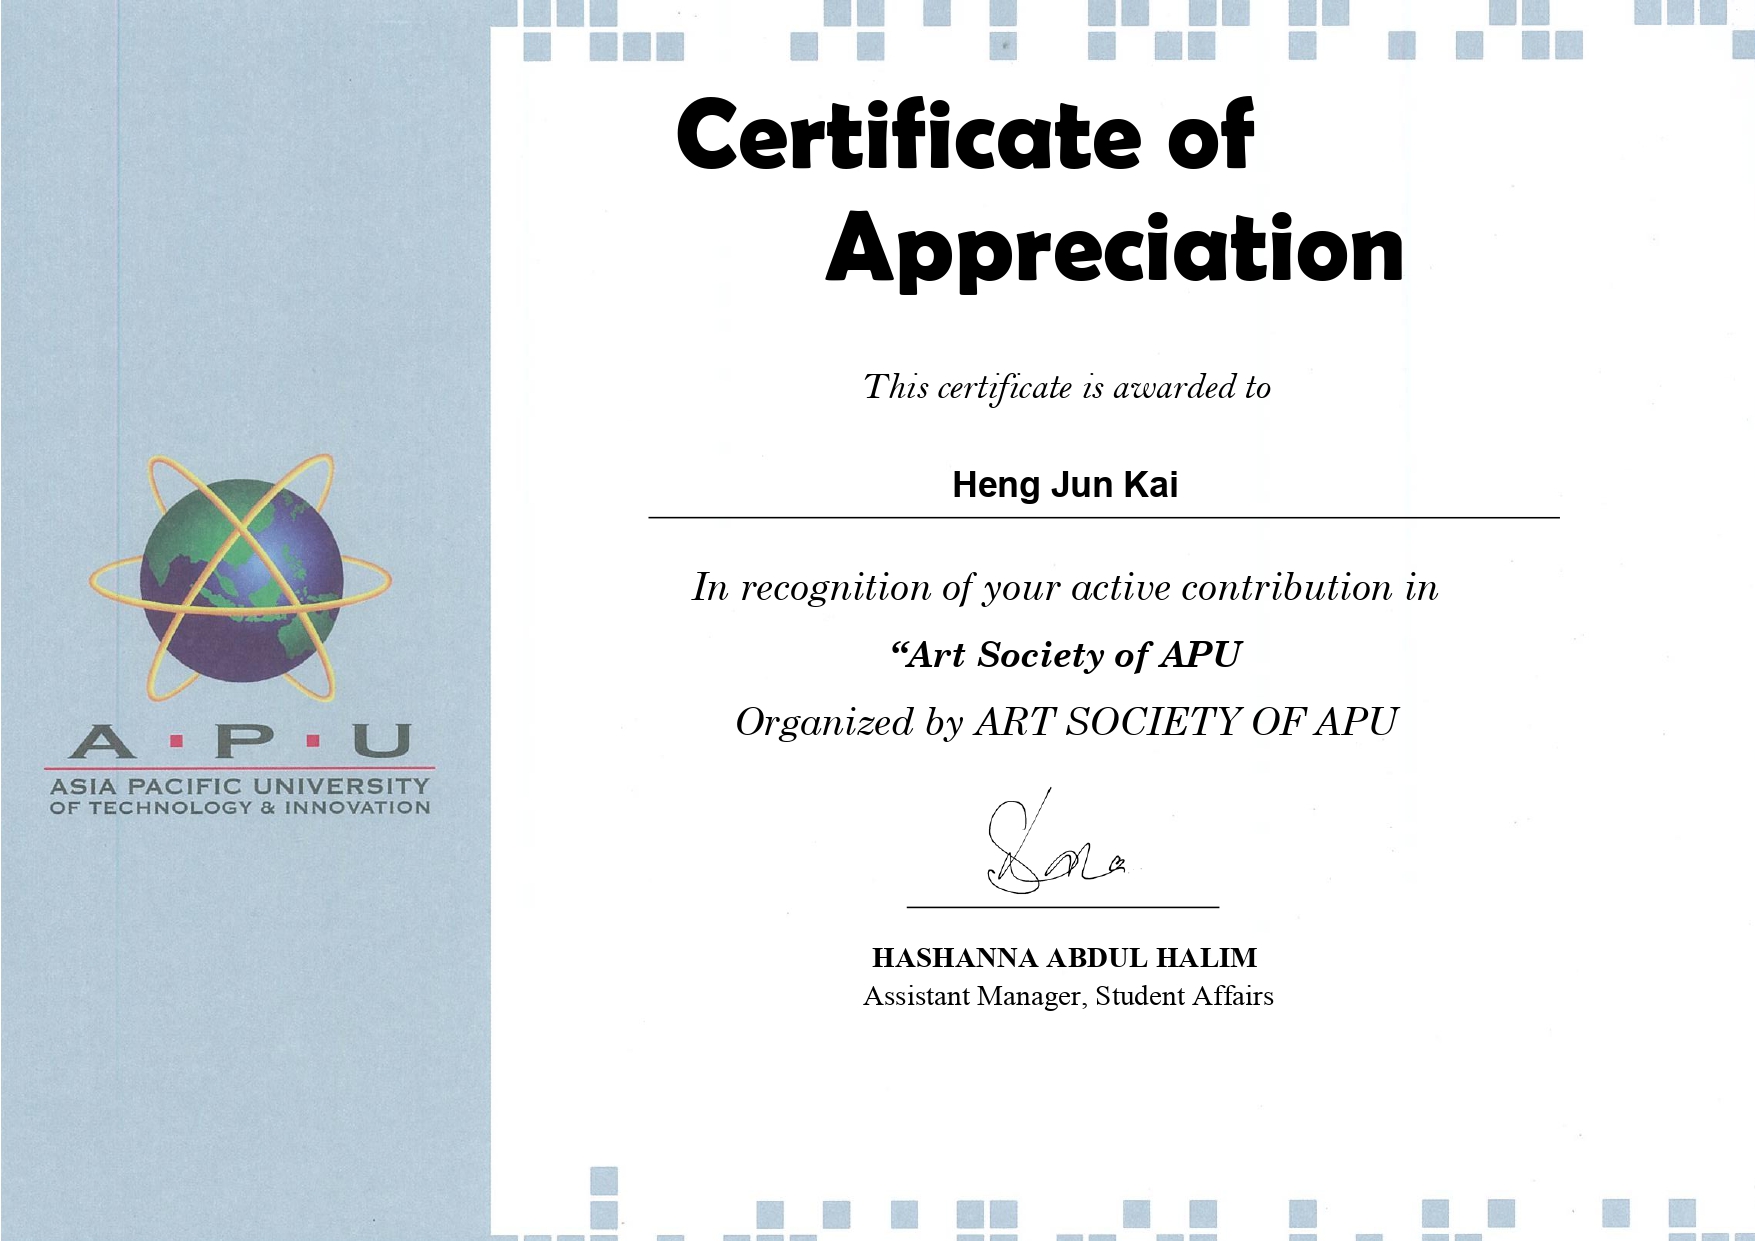 Certificate of
Appreciation
This certificate is awarded to
Heng Jun Kai
In recognition of your active contribution in
“Art Society of APU
Organized by ART SOCIETY OF APU
HASHANNA ABDUL HALIM
Assistant Manager, Student Affairs
A·P·U
ASIA PACIFIC UNIVERSITY
OF TECHNOLOGY & INNOVATION